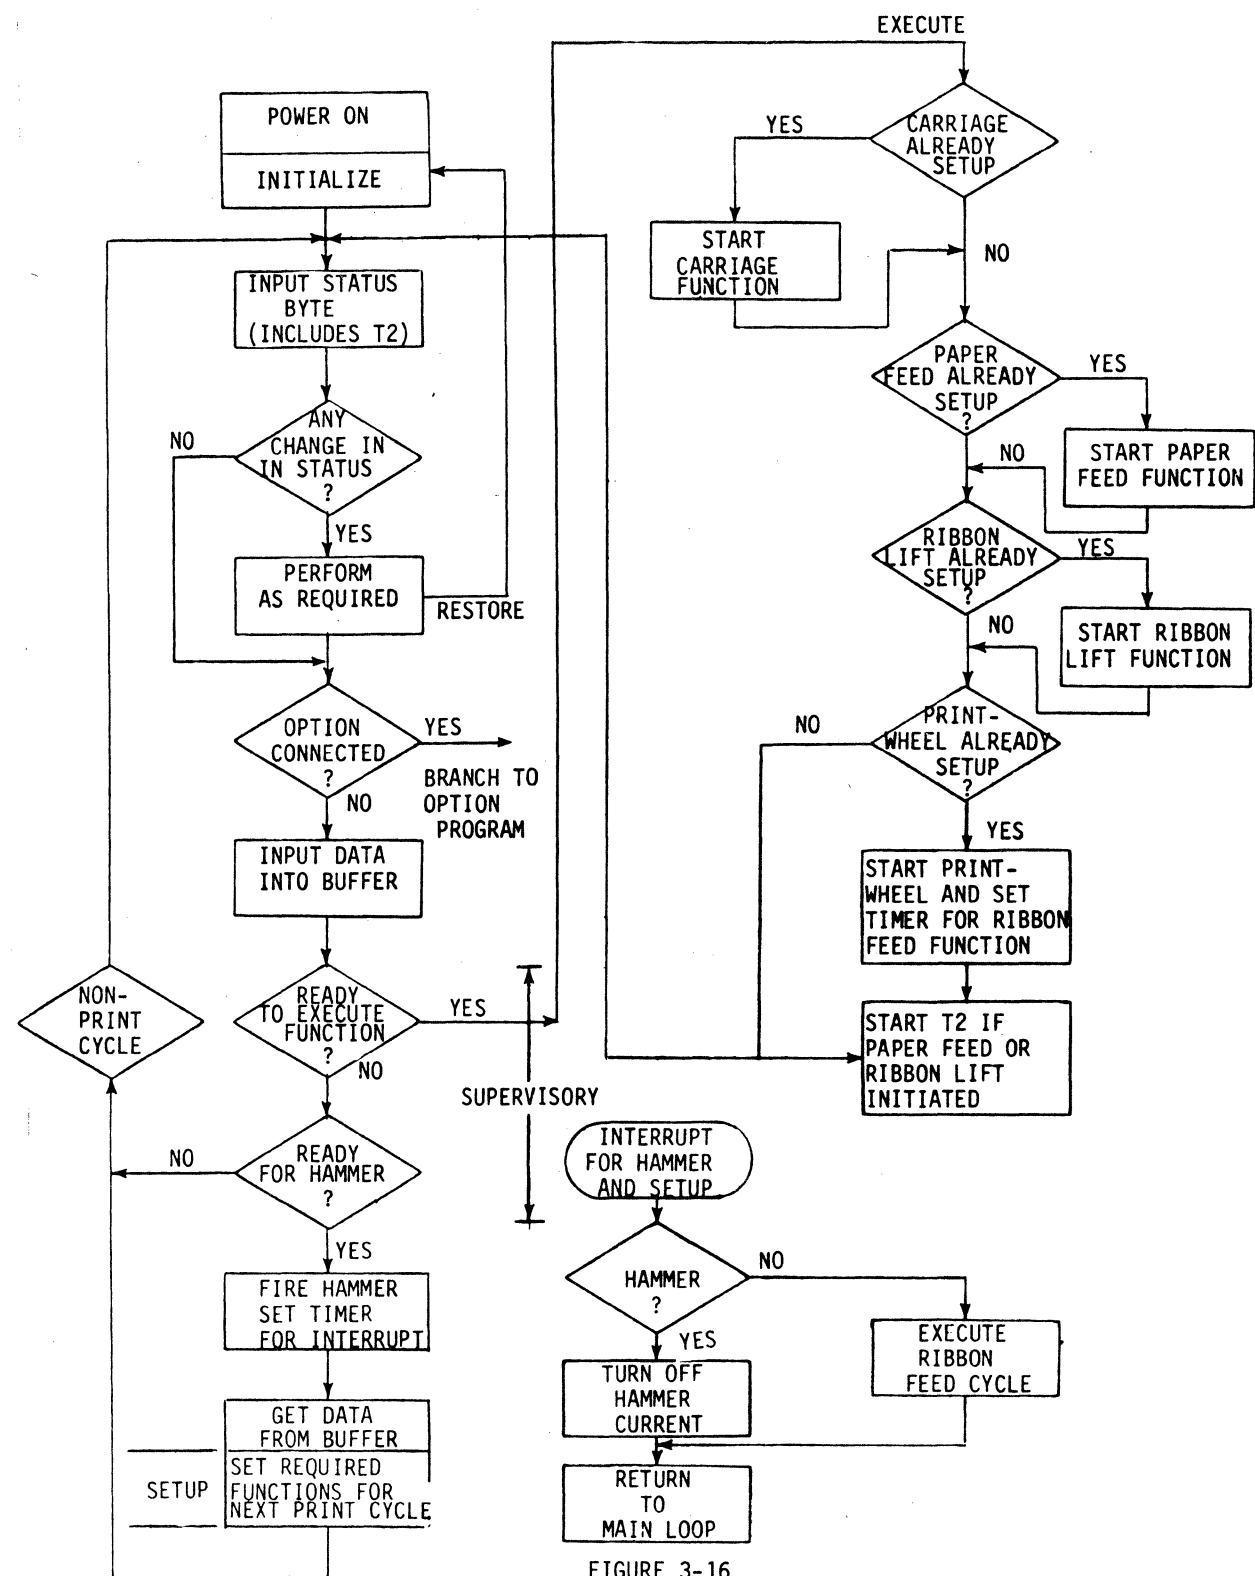 POWER ON
INITIALIZE
INPUT STATUS
BYTE
(INCLUDES T2)
ANY
CHANGE IN
IN STATUS
?
NO
YES
PERFORM
AS REQUIRED
RESTORE
OPTION
CONNECTED
?
YES
BRANCH TO
OPTION
PROGRAM
NO
INPUT DATA
INTO BUFFER
NON-
PRINT
CYCLE
READY
TO EXECUTE
FUNCTION
?
YES
NO
SUPERVISORY
READY
FOR HAMMER
?
NO
YES
FIRE HAMMER
SET TIMER
FOR INTERRUPT
GET DATA
FROM BUFFER
SETUP
SET REQUIRED
FUNCTIONS FOR
NEXT PRINT CYCLE
EXECUTE
CARRIAGE
ALREADY
SETUP
YES
START
CARRIAGE
FUNCTION
NO
PAPER
FEED ALREADY
SETUP
?
YES
START PAPER
FEED FUNCTION
NO
RIBBON
LIFT ALREADY
SETUP
?
YES
START RIBBON
LIFT FUNCTION
NO
PRINT-
WHEEL ALREADY
SETUP
?
NO
YES
START PRINT-
WHEEL AND SET
TIMER FOR RIBBON
FEED FUNCTION
START T2 IF
PAPER FEED OR
RIBBON LIFT
INITIATED
INTERRUPT
FOR HAMMER
AND SETUP
HAMMER
?
NO
YES
EXECUTE
RIBBON
FEED CYCLE
TURN OFF
HAMMER
CURRENT
RETURN
TO
MAIN LOOP
FIGURE 3-16